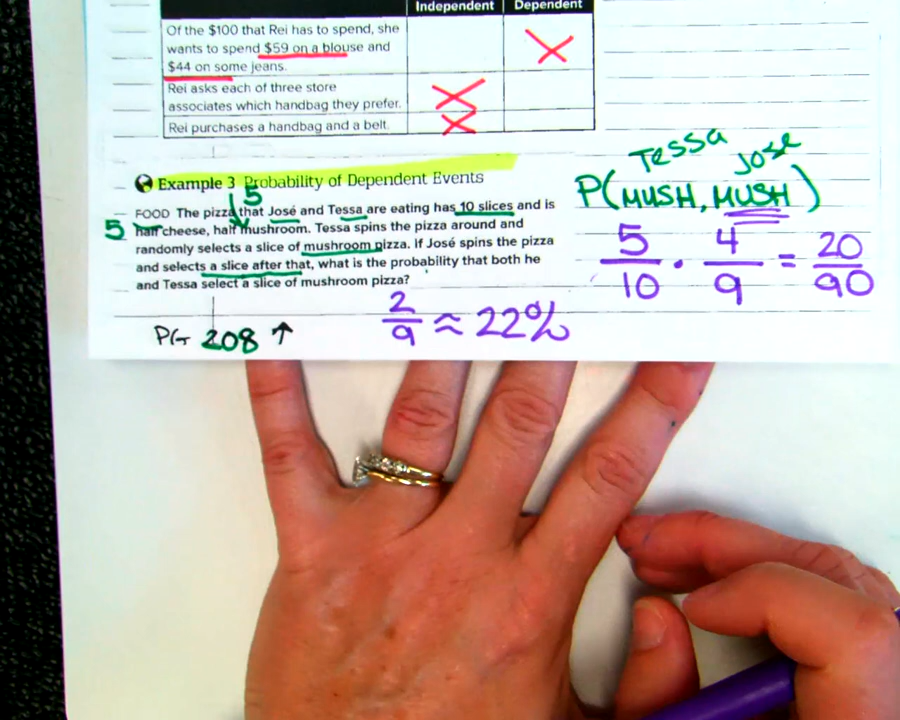 Independent Dependent
Of the $100 that Rei has to spend, she
wants to spend $59 on a blouse and
$44 on some jeans.
Rei asks each of three store
associates which handbag they prefer.
Rei purchases a handbag and a belt.
Example 3 Probability of Dependent Events
5
FOOD The pizza that José and Tessa are eating has 10 slices and is
5 half cheese, half mushroom. Tessa spins the pizza around and
randomly selects a slice of mushroom pizza. If José spins the pizza
and selects a slice after that, what is the probability that both he
and Tessa select a slice of mushroom pizza?
PG 208 ↑
2/9 ≈ 22%
Tessa Jose
P(MUSH, MUSH)
5/10 · 4/9 = 20/90